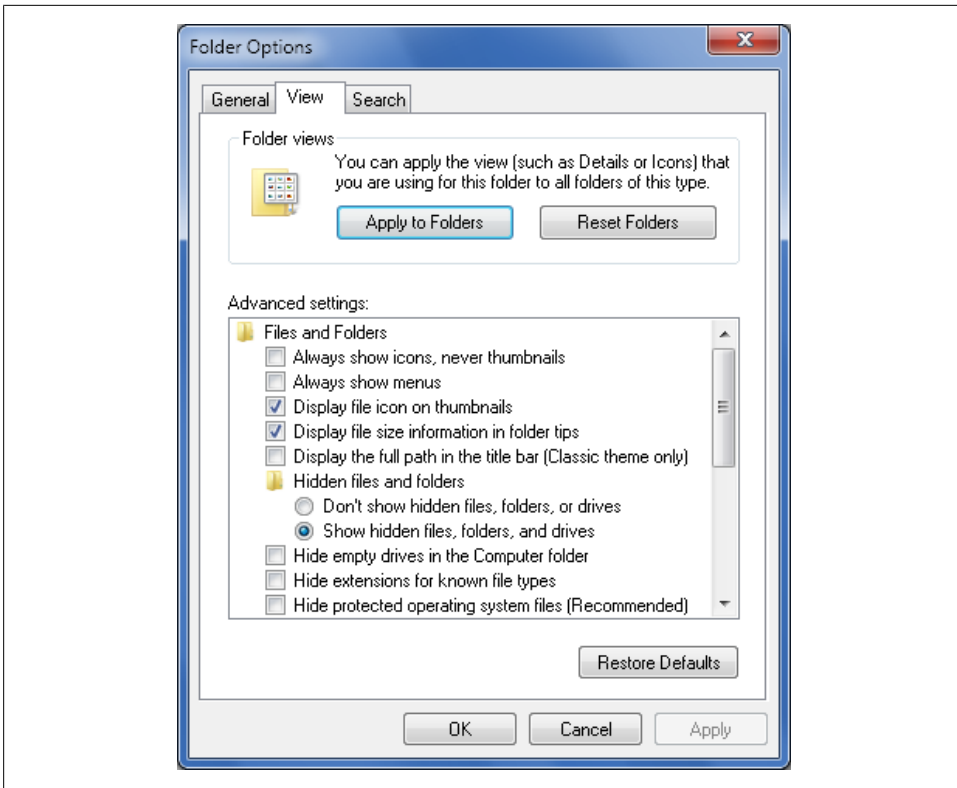 Folder Options
General View Search
Folder views
You can apply the view (such as Details or Icons) that
you are using for this folder to all folders of this type.
Apply to Folders Reset Folders
Advanced settings:
Files and Folders
Always show icons, never thumbnails
Always show menus
Display file icon on thumbnails
Display file size information in folder tips
Display the full path in the title bar (Classic theme only)
Hidden files and folders
Don't show hidden files, folders, or drives
Show hidden files, folders, and drives
Hide empty drives in the Computer folder
Hide extensions for known file types
Hide protected operating system files (Recommended)
Restore Defaults
OK Cancel Apply